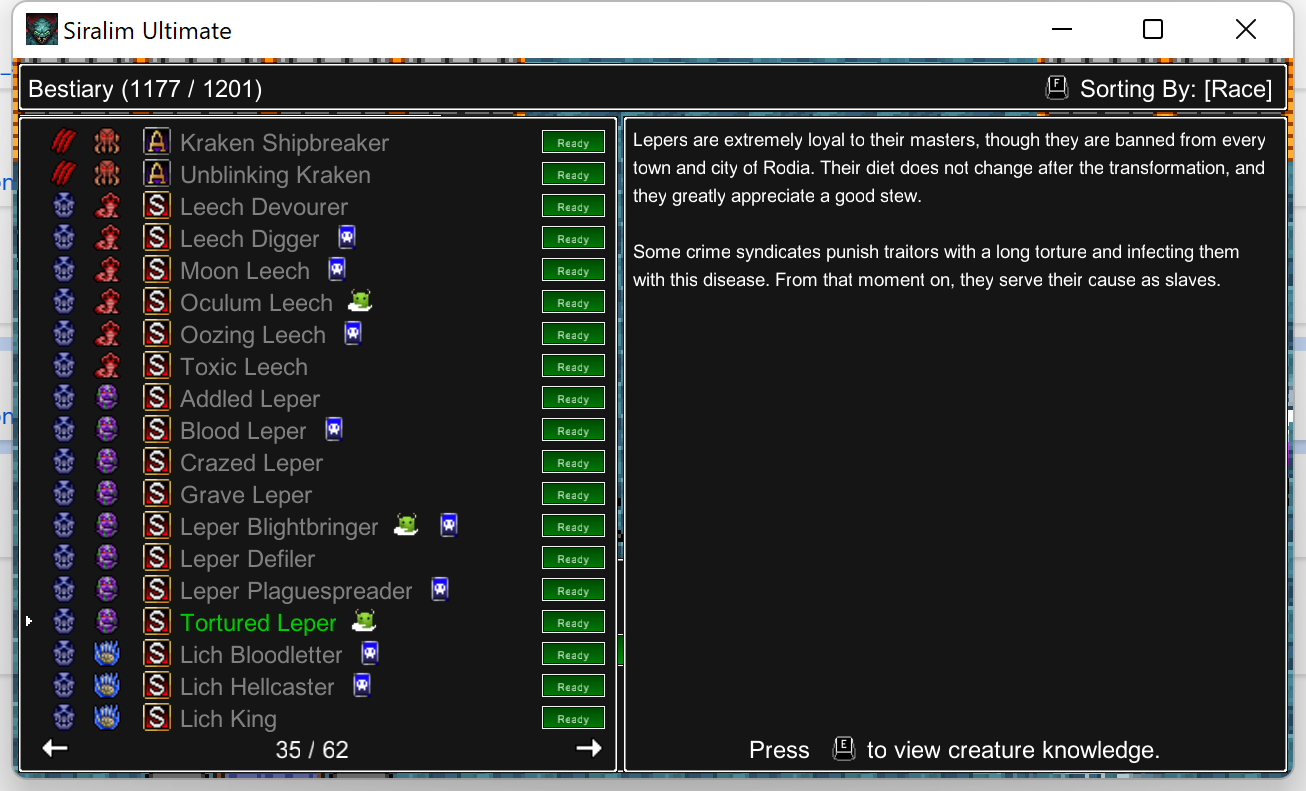 Siralim Ultimate
Bestiary (1177 / 1201)
F Sorting By: [Race]
A Kraken Shipbreaker Ready
A Unblinking Kraken Ready
S Leech Devourer Ready
S Leech Digger Ready
S Moon Leech Ready
S Oculum Leech Ready
S Oozing Leech Ready
S Toxic Leech Ready
S Addled Leper Ready
S Blood Leper Ready
S Crazed Leper Ready
S Grave Leper Ready
S Leper Blightbringer Ready
S Leper Defiler Ready
S Leper Plaguespreader Ready
S Tortured Leper Ready
S Lich Bloodletter Ready
S Lich Hellcaster Ready
S Lich King Ready
35 / 62
Lepers are extremely loyal to their masters, though they are banned from every
town and city of Rodia. Their diet does not change after the transformation, and
they greatly appreciate a good stew.
Some crime syndicates punish traitors with a long torture and infecting them
with this disease. From that moment on, they serve their cause as slaves.
Press E to view creature knowledge.